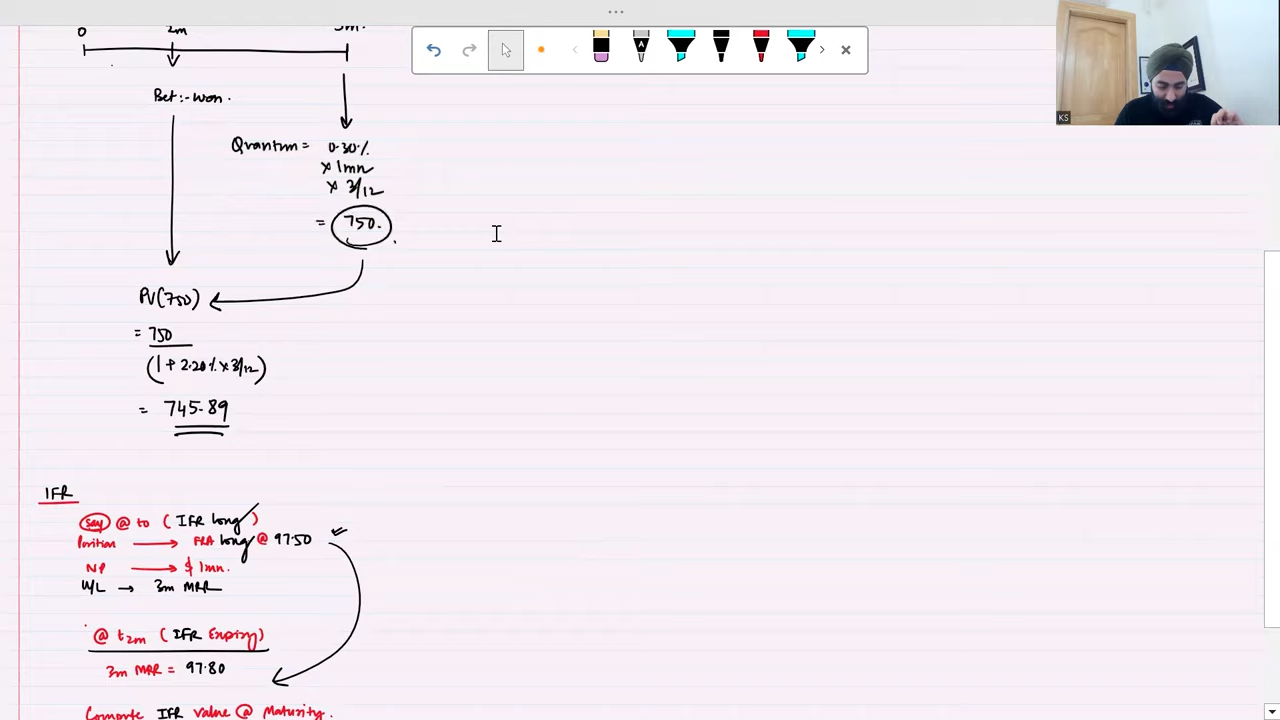 0 2m
Bet:- Won.
Quantum = 0.30%
x 1mn
x 3/12
= 750.
PV(750)
= 750
(1 + 2.20% x 3/12)
= 745.89
IFR
say @ to (IFR long)
Position → FRA long @ 97.50
NP → $ 1mn.
U/L → 3m MRR
@ t2m (IFR Expiry)
3m MRR = 97.80
Compute IFR value @ Maturity.
A
KS